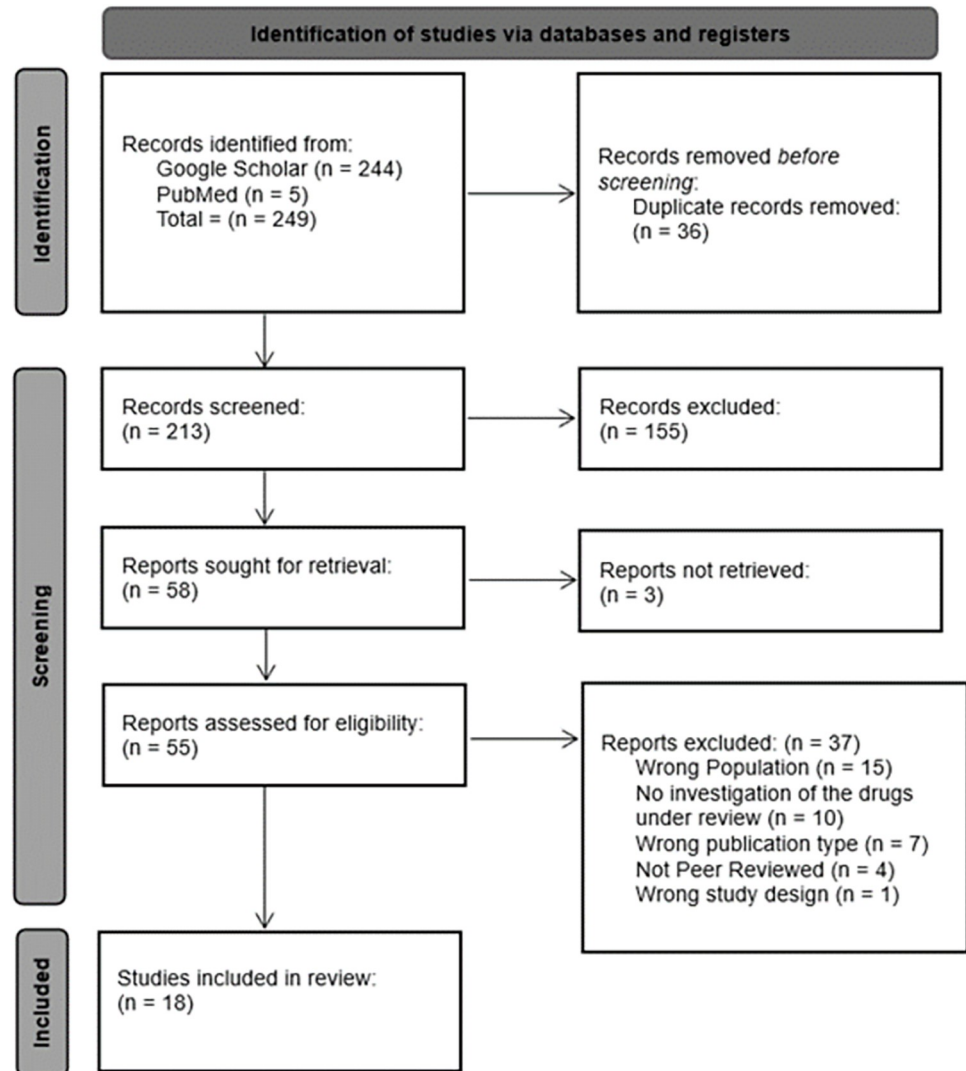 Identification of studies via databases and registers
Identification
Records identified from:
Google Scholar (n = 244)
PubMed (n = 5)
Total = (n = 249)
Records removed before
screening:
Duplicate records removed:
(n = 36)
Screening
Records screened:
(n = 213)
Records excluded:
(n = 155)
Reports sought for retrieval:
(n = 58)
Reports not retrieved:
(n = 3)
Reports assessed for eligibility:
(n = 55)
Reports excluded: (n = 37)
Wrong Population (n = 15)
No investigation of the drugs
under review (n = 10)
Wrong publication type (n = 7)
Not Peer Reviewed (n = 4)
Wrong study design (n = 1)
Included
Studies included in review:
(n = 18)